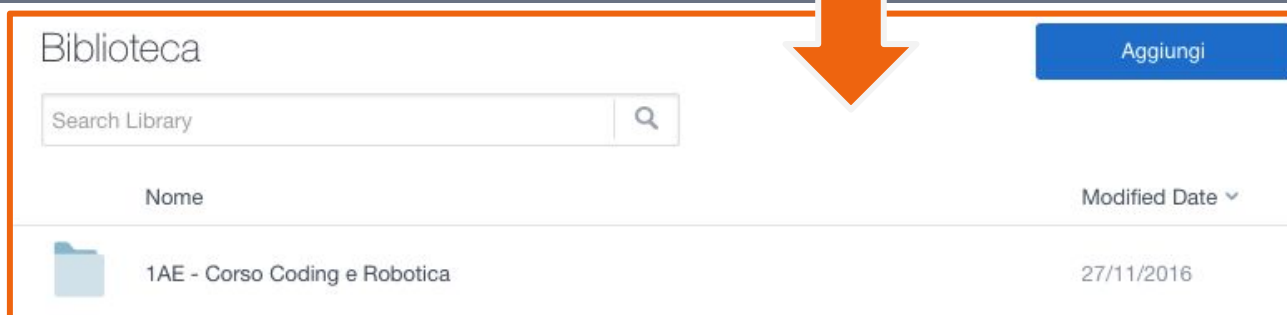 Biblioteca
Aggiungi
Search Library
Nome
Modified Date
1AE - Corso Coding e Robotica
27/11/2016